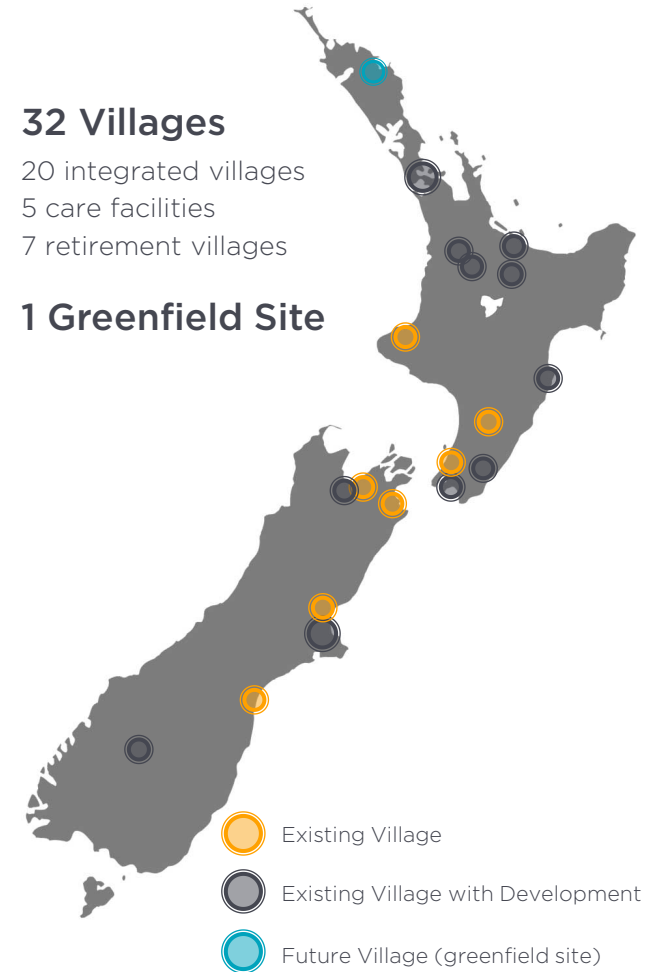 32 Villages
20 integrated villages
5 care facilities
7 retirement villages
1 Greenfield Site
Existing Village
Existing Village with Development
Future Village (greenfield site)